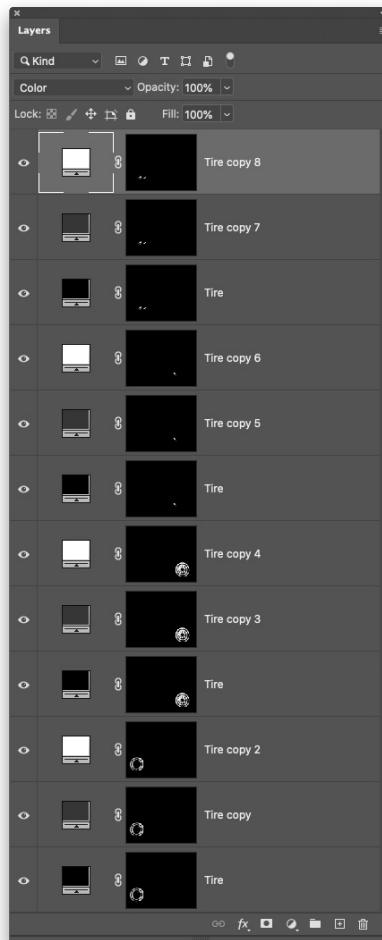 Layers
Kind
Color Opacity: 100%
Lock: Fill: 100%
Tire copy 8
Tire copy 7
Tire
Tire copy 6
Tire copy 5
Tire
Tire copy 4
Tire copy 3
Tire
Tire copy 2
Tire copy
Tire
fx